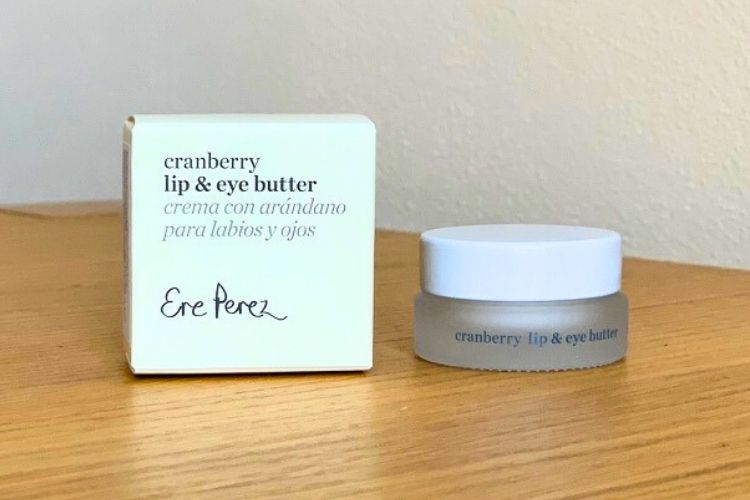 cranberry
lip & eye butter
crema con arándano
para labios y ojos
Ere Perez
cranberry lip & eye butter